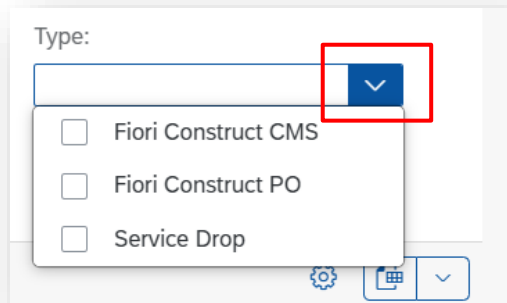 Type:
Fiori Construct CMS
Fiori Construct PO
Service Drop